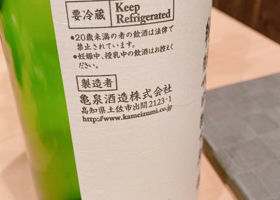 要冷蔵
Keep
Refrigerated
●20歳未満の者の飲酒は法律で
禁止されています。
●妊娠中、授乳中の飲酒はお控えく
ださい。
製造者
亀泉酒造株式会社
高知県土佐市出間2123-1
http://www.kameizumi.co.jp